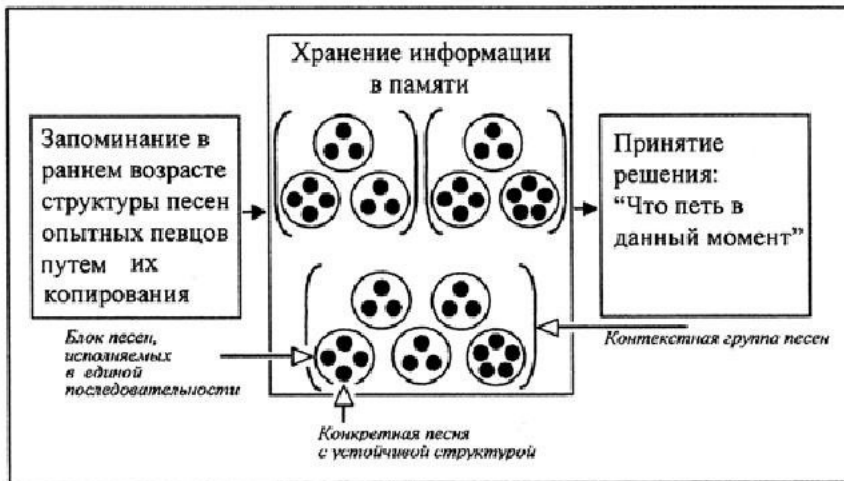 Хранение информации
в памяти
Запоминание в
раннем возрасте
структуры песен
опытных певцов
путем их
копирования
Принятие
решения:
“Что петь в
данный момент”
Блок песен,
исполняемых
в единой
последовательности
Контекстная группа песен
Конкретная песня
с устойчивой структурой